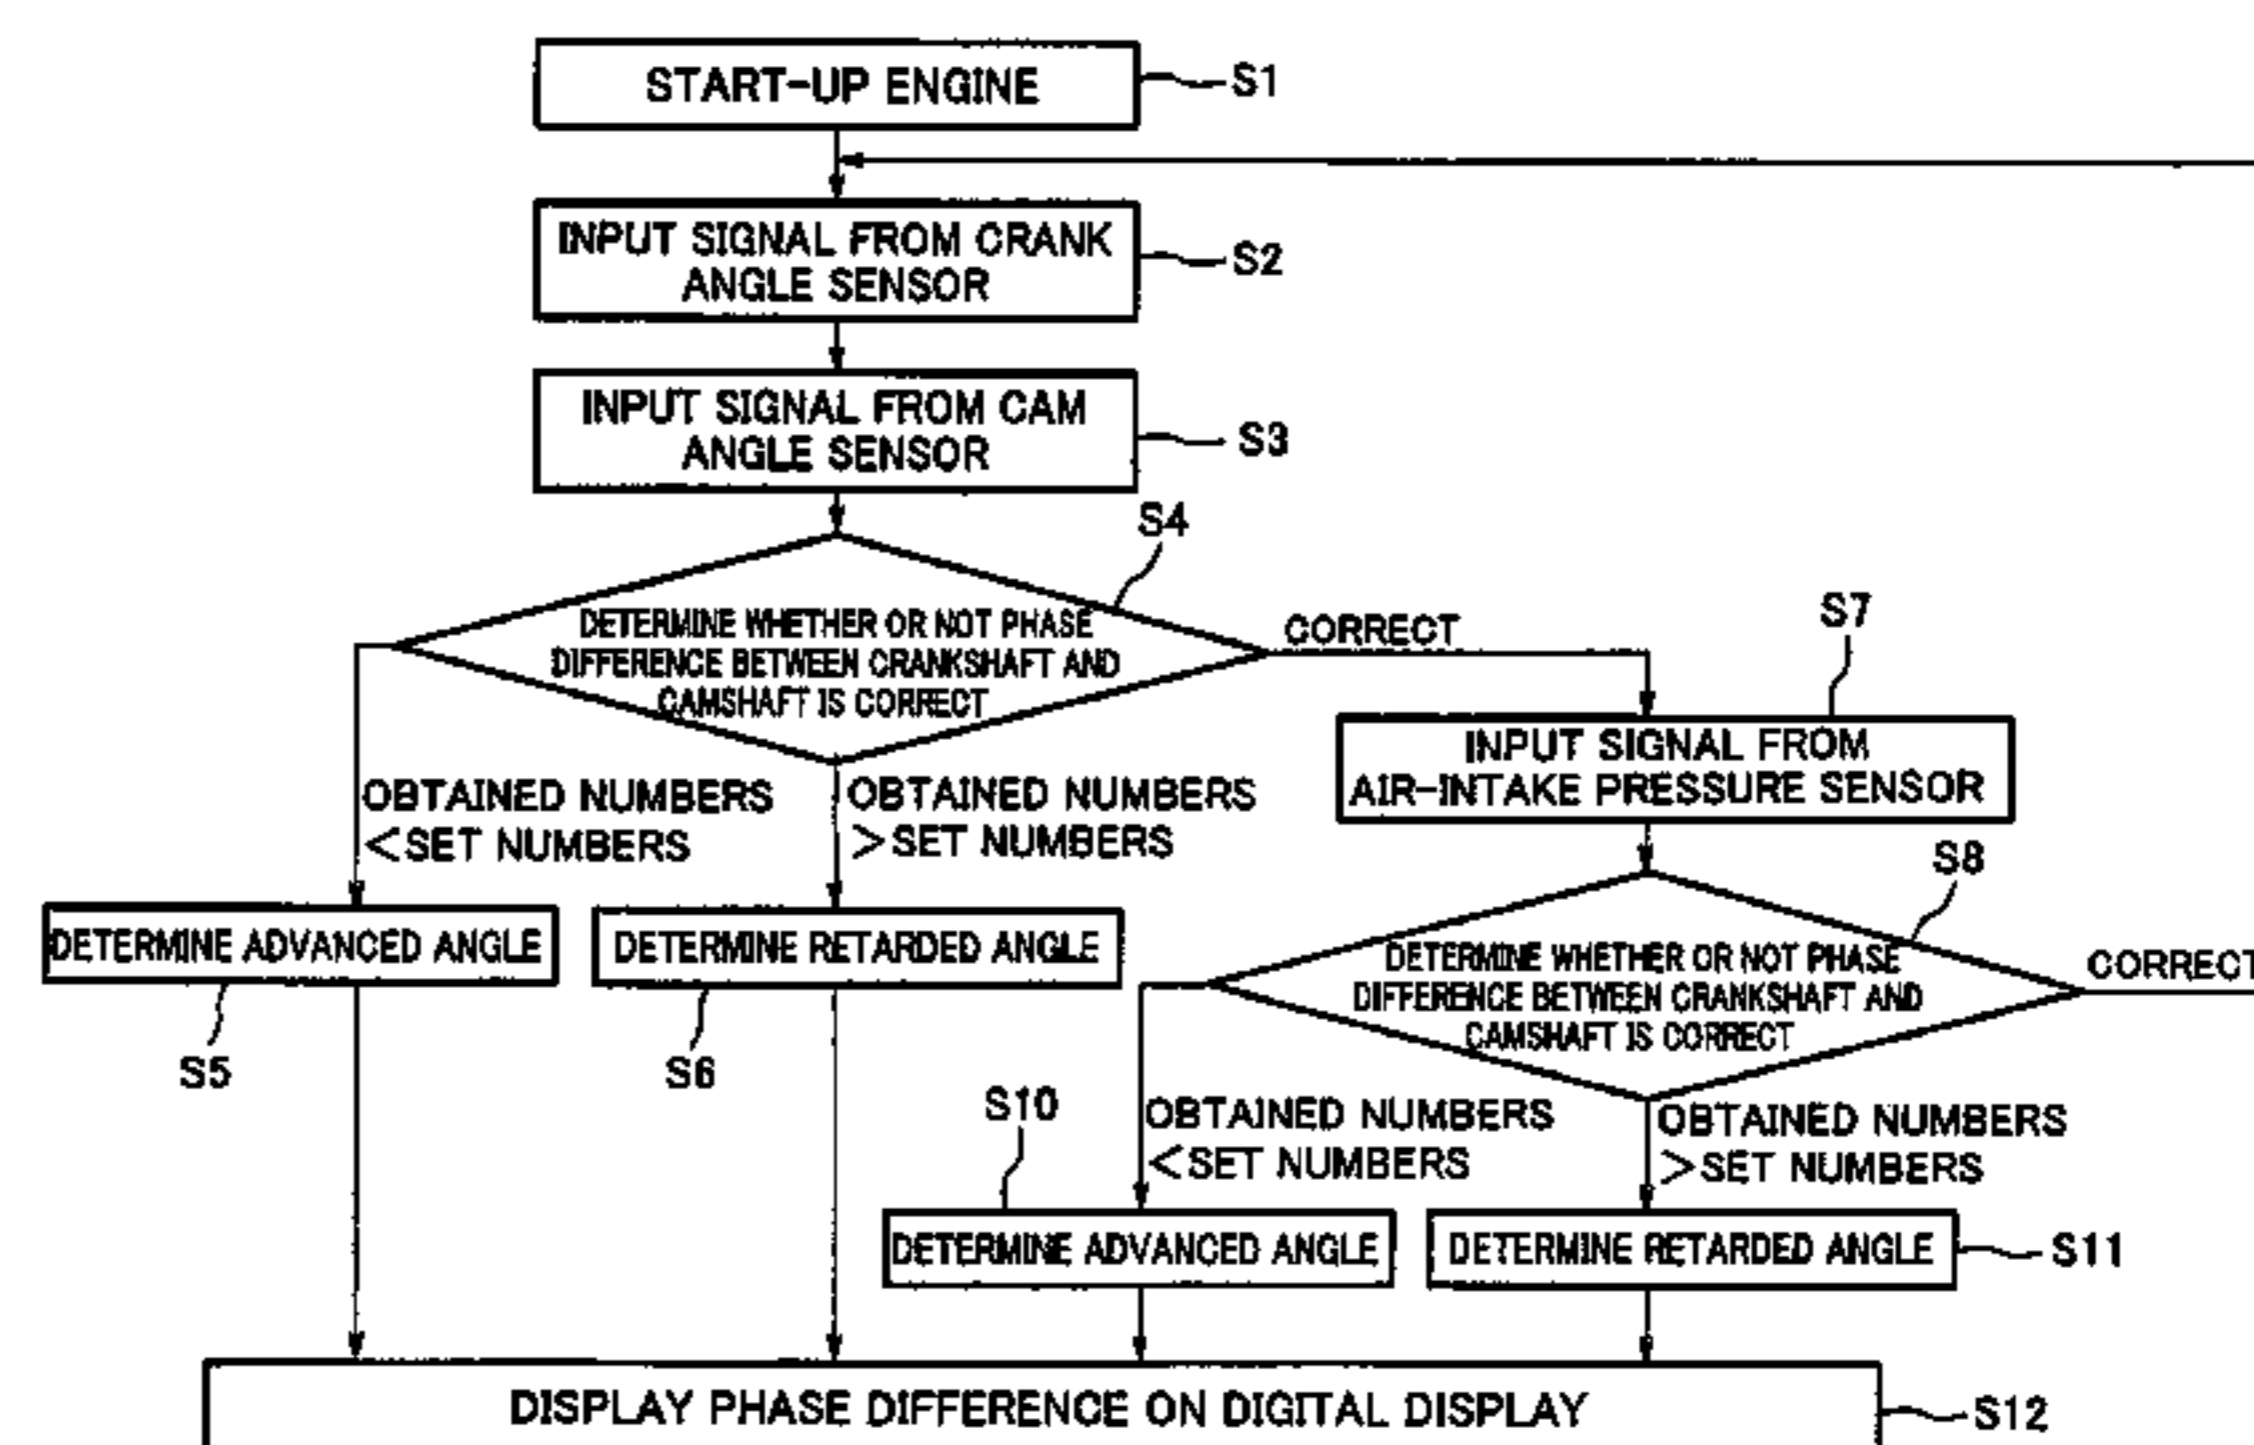 START-UP ENGINE
S1
INPUT SIGNAL FROM CRANK
ANGLE SENSOR
S2
INPUT SIGNAL FROM CAM
ANGLE SENSOR
S3
S4
DETERMINE WHETHER OR NOT PHASE
DIFFERENCE BETWEEN CRANKSHAFT AND
CAMSHAFT IS CORRECT
CORRECT
S7
INPUT SIGNAL FROM
AIR-INTAKE PRESSURE SENSOR
OBTAINED NUMBERS
<SET NUMBERS
OBTAINED NUMBERS
>SET NUMBERS
S8
DETERMINE ADVANCED ANGLE
S5
DETERMINE RETARDED ANGLE
S6
DETERMINE WHETHER OR NOT PHASE
DIFFERENCE BETWEEN CRANKSHAFT AND
CAMSHAFT IS CORRECT
CORRECT
S10
OBTAINED NUMBERS
<SET NUMBERS
OBTAINED NUMBERS
>SET NUMBERS
DETERMINE ADVANCED ANGLE
DETERMINE RETARDED ANGLE
S11
DISPLAY PHASE DIFFERENCE ON DIGITAL DISPLAY
S12